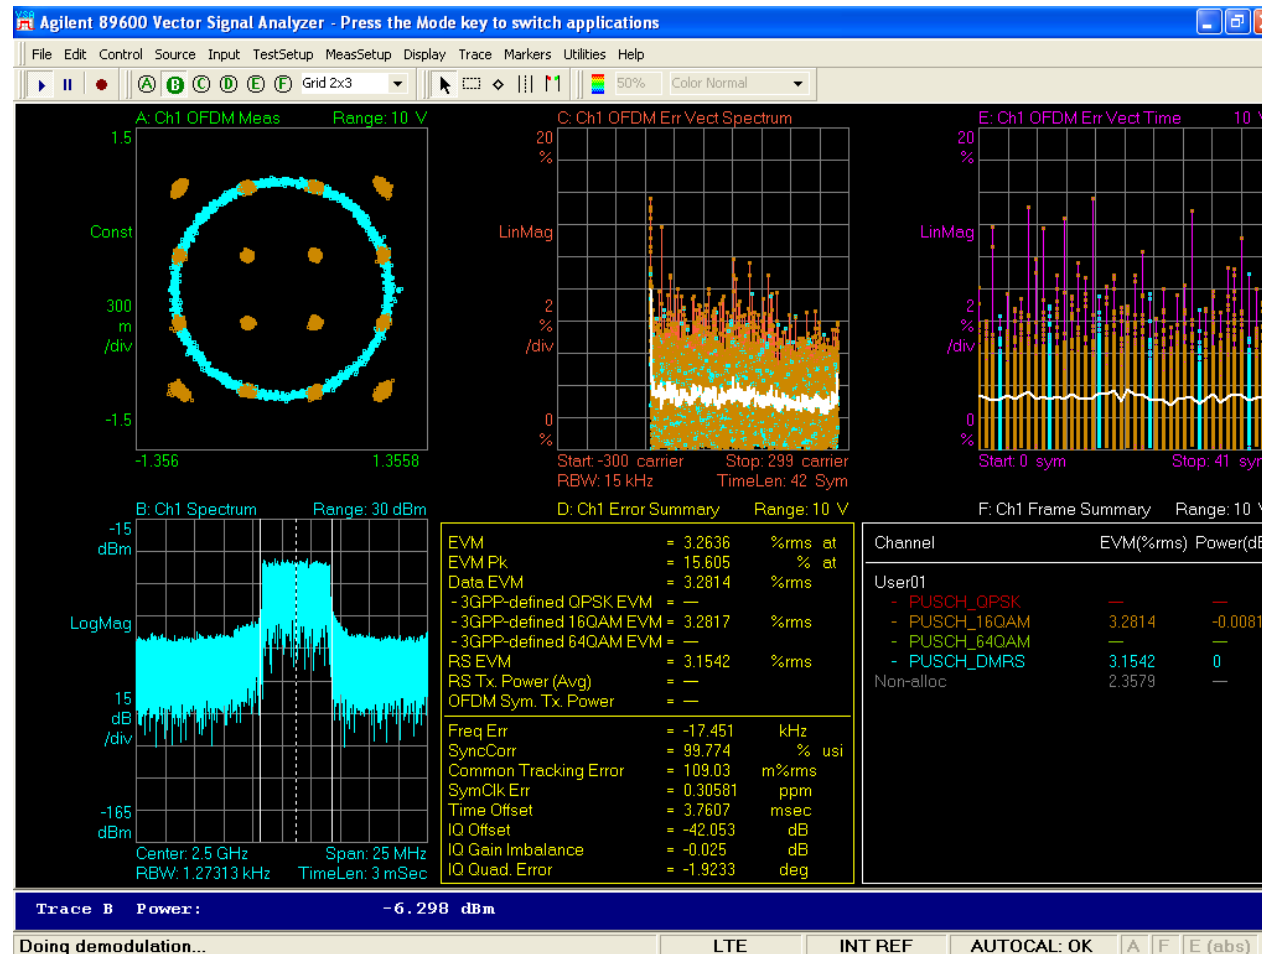 Agilent 89600 Vector Signal Analyzer - Press the Mode key to switch applications
File Edit Control Source Input TestSetup MeasSetup Display Trace Markers Utilities Help
A B C D E F Grid 2x3 50% Color Normal
A: Ch1 OFDM Meas Range: 10 V
1.5
Const
300
m
/div
-1.5
-1.356 1.3558
C: Ch1 OFDM Err Vect Spectrum
20
%
LinMag
2
%
/div
0
%
Start: -300 carrier Stop: 299 carrier
RBW: 15 kHz TimeLen: 42 Sym
E: Ch1 OFDM Err Vect Time 10 V
20
%
LinMag
2
%
/div
0
%
Start: 0 sym Stop: 41 sym
B: Ch1 Spectrum Range: 30 dBm
-15
dBm
LogMag
15
dB
/div
-165
dBm
Center: 2.5 GHz Span: 25 MHz
RBW: 1.27313 kHz TimeLen: 3 mSec
D: Ch1 Error Summary Range: 10 V
EVM = 3.2636 %rms at
EVM Pk = 15.605 % at
Data EVM = 3.2814 %rms
- 3GPP-defined QPSK EVM = —
- 3GPP-defined 16QAM EVM = 3.2817 %rms
- 3GPP-defined 64QAM EVM = —
RS EVM = 3.1542 %rms
RS Tx. Power (Avg) = —
OFDM Sym. Tx. Power = —
Freq Err = -17.451 kHz
SyncCorr = 99.774 % usi
Common Tracking Error = 109.03 m%rms
SymClk Err = 0.30581 ppm
Time Offset = 3.7607 msec
IQ Offset = -42.053 dB
IQ Gain Imbalance = -0.025 dB
IQ Quad. Error = -1.9233 deg
F: Ch1 Frame Summary Range: 10 V
Channel EVM(%rms) Power(dB
User01
- PUSCH_QPSK — —
- PUSCH_16QAM 3.2814 -0.0081
- PUSCH_64QAM — —
- PUSCH_DMRS 3.1542 0
Non-alloc 2.3579 —
Trace B Power: -6.298 dBm
Doing demodulation... LTE INT REF AUTOCAL: OK A F E (abs)